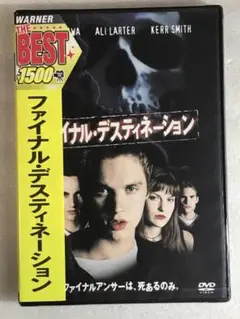 WARNER
THE
BEST
1500
WA ALI LARTER KERR SMITH
イナル・デスティネーション
ファイナル・デスティネーション
ファイナルアンサーは、死あるのみ。
DVD
VIDEO